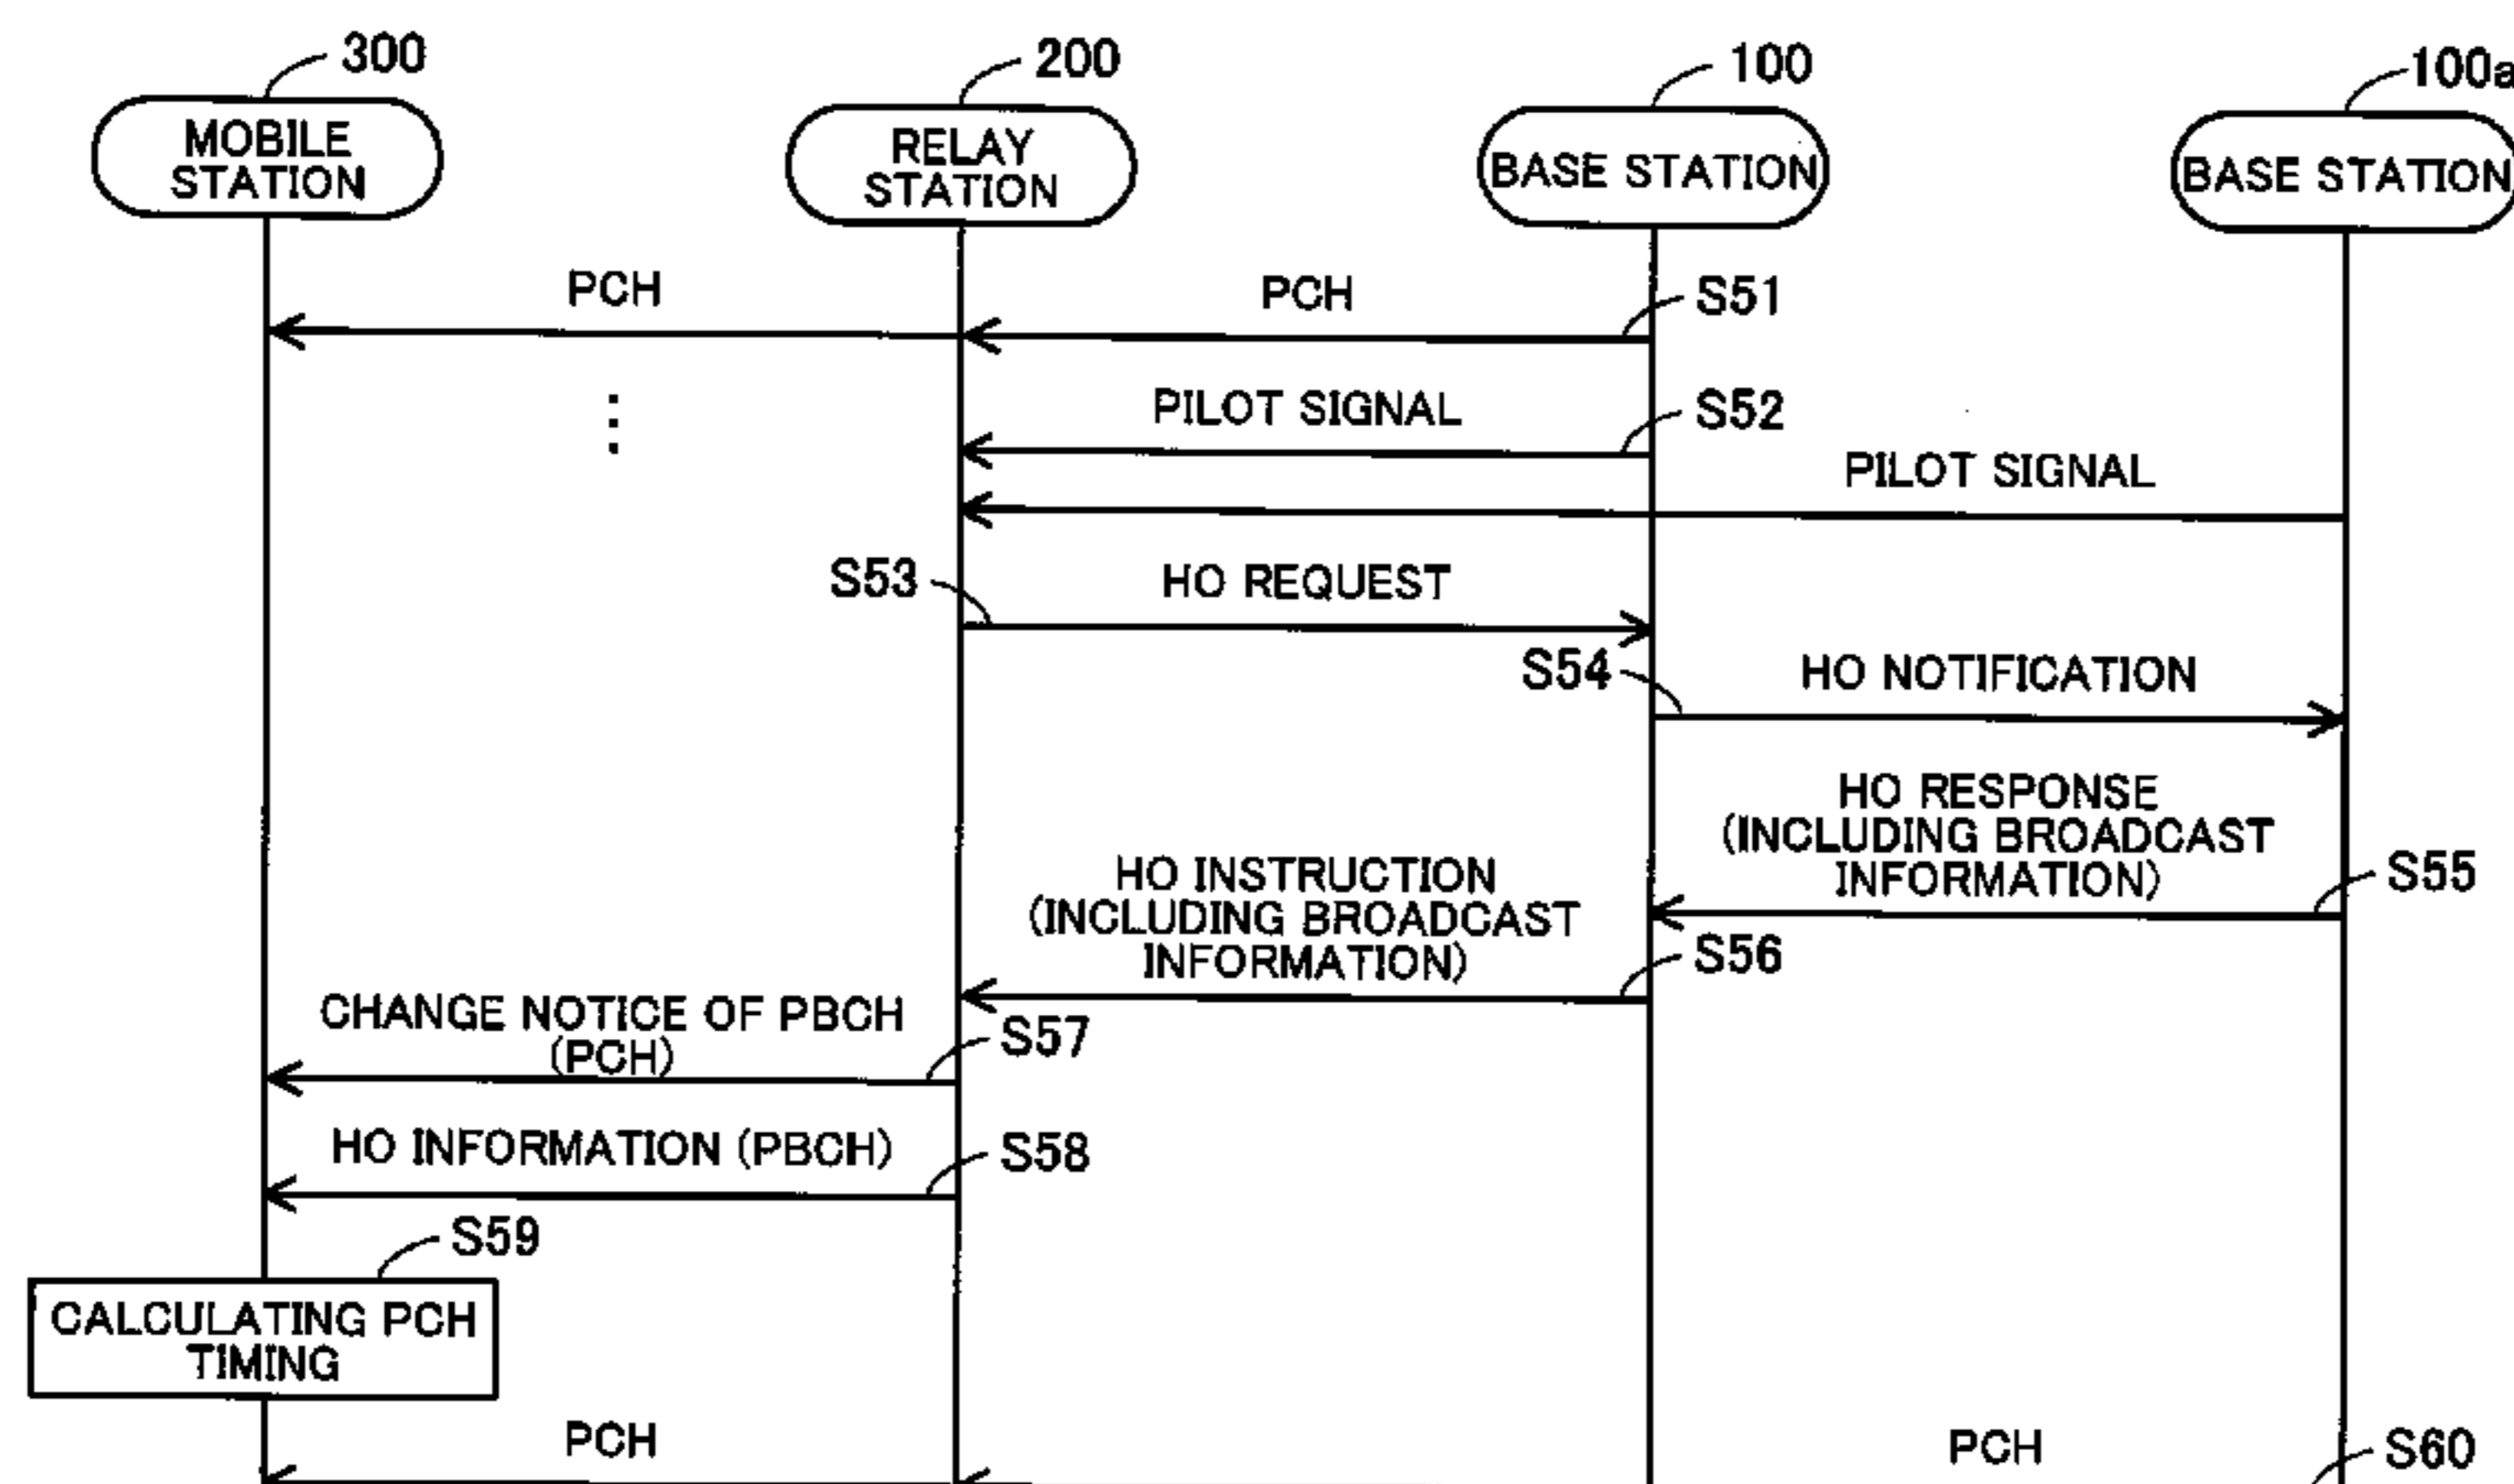 300
200
100
100a
MOBILE
STATION
RELAY
STATION
BASE STATION
BASE STATION
PCH
PCH
S51
PILOT SIGNAL
S52
PILOT SIGNAL
S53
HO REQUEST
S54
HO NOTIFICATION
HO RESPONSE
(INCLUDING BROADCAST
INFORMATION)
S55
HO INSTRUCTION
(INCLUDING BROADCAST
INFORMATION)
S56
CHANGE NOTICE OF PBCH
(PCH)
S57
HO INFORMATION (PBCH)
S58
S59
CALCULATING PCH
TIMING
PCH
PCH
S60